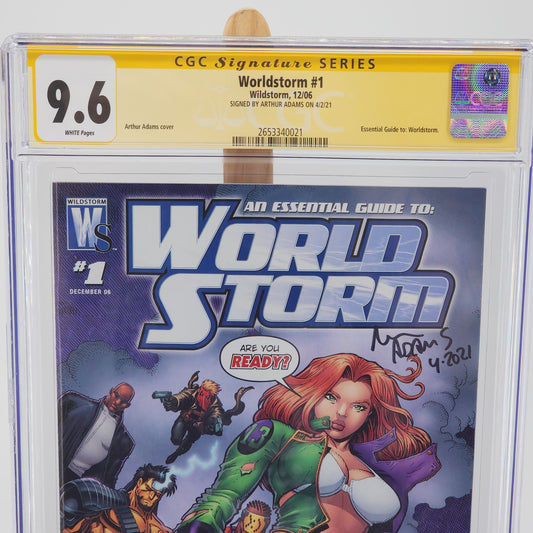 CGC Signature SERIES
9.6
WHITE Pages
Worldstorm #1
Wildstorm, 12/06
SIGNED BY ARTHUR ADAMS ON 4/2/21
Arthur Adams cover
2653340021
Essential Guide to: Worldstorm.
WILDSTORM
WS
#1
DECEMBER 06
AN ESSENTIAL GUIDE TO:
WORLD
STORM
ARE YOU
READY?
ADAMS
4·2021